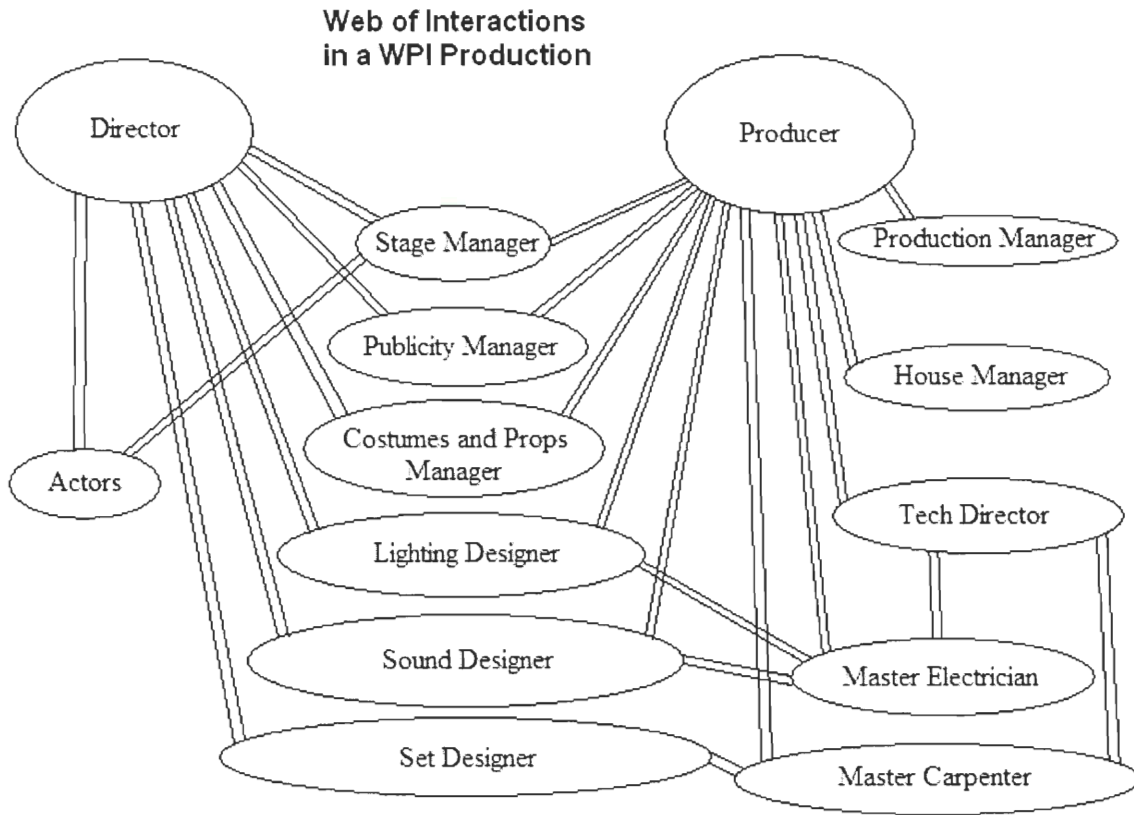 Web of Interactions
in a WPI Production
Director
Producer
Stage Manager
Production Manager
Publicity Manager
House Manager
Costumes and Props
Manager
Actors
Tech Director
Lighting Designer
Sound Designer
Master Electrician
Set Designer
Master Carpenter